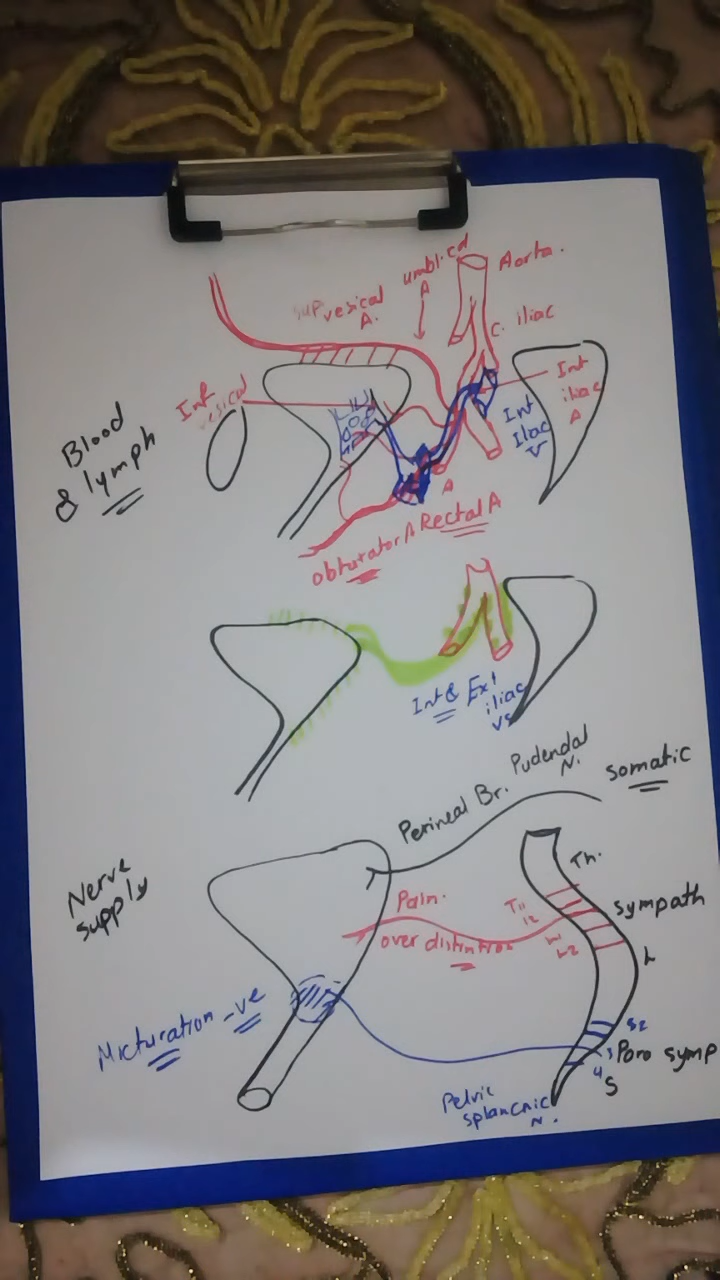 Aorta.
umblical
A
sup
vesical
A.
C. iliac
Int
iliac
A
Inf
vesical
Int
Iliac
V
Blood
& lymph
A
Rectal A
obturator A
Int & Ext
iliac
vs
Perineal Br. Pudendal
N.
somatic
Nerve
supply
Th.
Pain.
T11
12
sympath
over distintion
L1
L2
L
Micturation -ve
S2
3
Para symp
4
S
Pelvic
splancnic
N.